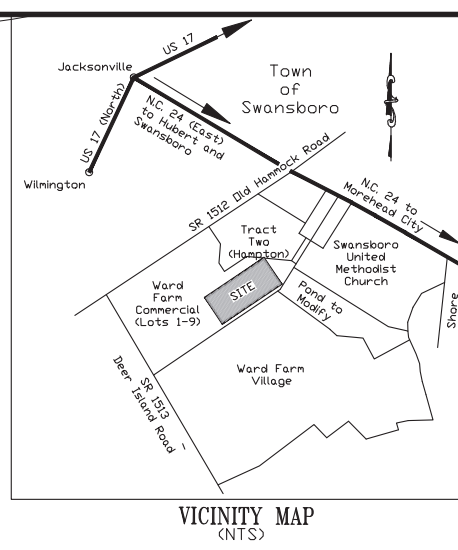 US 17
Jacksonville
US 17 (North)
Wilmington
N.C. 24 (East)
to Hubert and
Swansboro
Town
of
Swansboro
SR 1512 Old Hammock Road
N.C. 24 to
Morehead City
Tract
Two
(Hampton)
Swansboro
United
Methodist
Church
Ward
Farm
Commercial
(Lots 1-9)
SITE
Pond to
Modify
Shore
Ward Farm
Village
SR 1513
Deer Island Road
VICINITY MAP
(NTS)